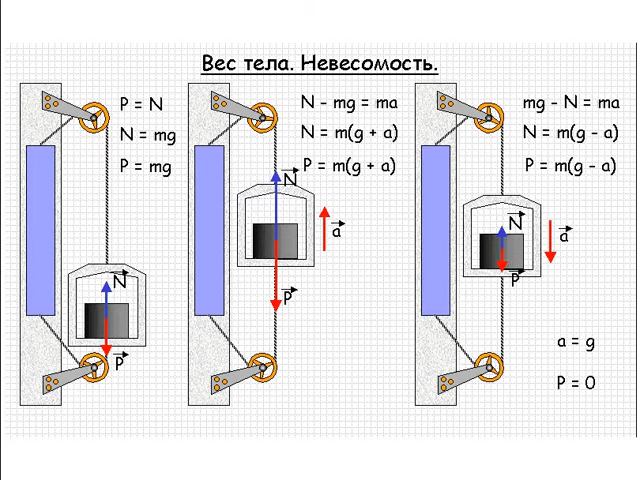 Вес тела. Невесомость.
P = N
N = mg
P = mg
N
P
N - mg = ma
N = m(g + a)
P = m(g + a)
N
a
P
mg - N = ma
N = m(g - a)
P = m(g - a)
N
a
P
a = g
P = 0